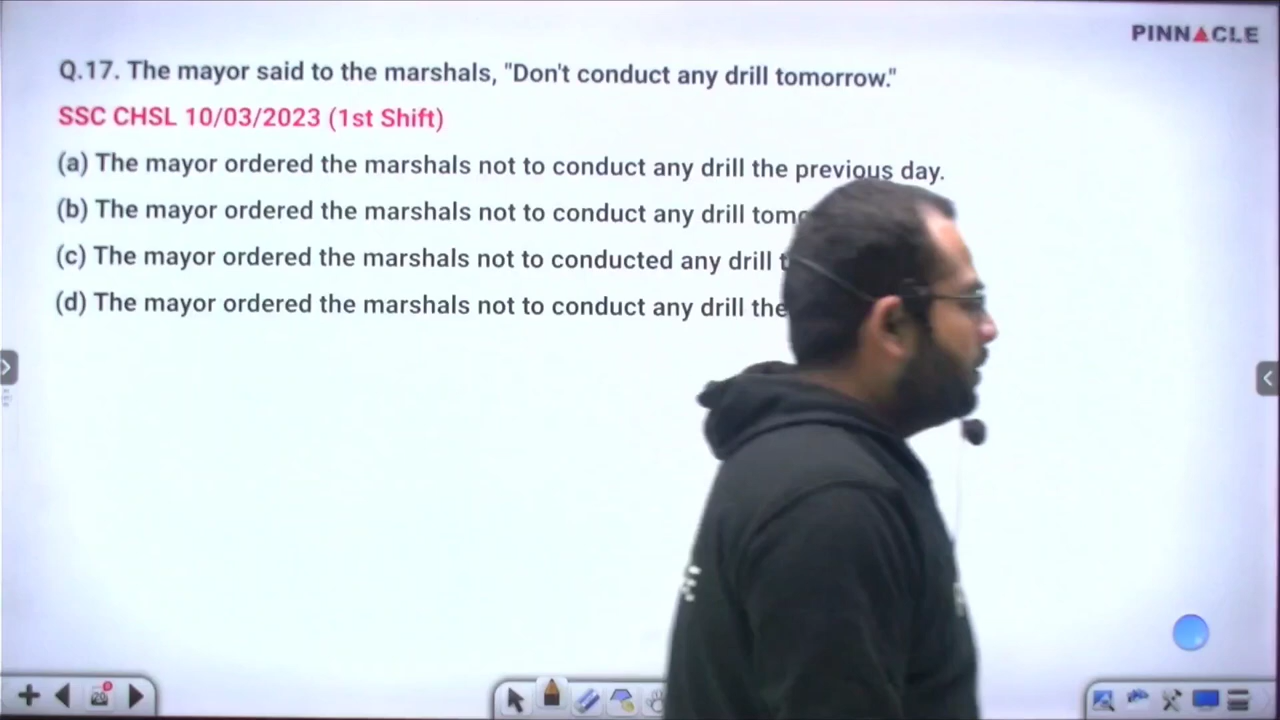 PINNACLE
Q.17. The mayor said to the marshals, "Don't conduct any drill tomorrow."
SSC CHSL 10/03/2023 (1st Shift)
(a) The mayor ordered the marshals not to conduct any drill the previous day.
(b) The mayor ordered the marshals not to conduct any drill
(c) The mayor ordered the marshals not to conducted any drill
(d) The mayor ordered the marshals not to conduct any drill the